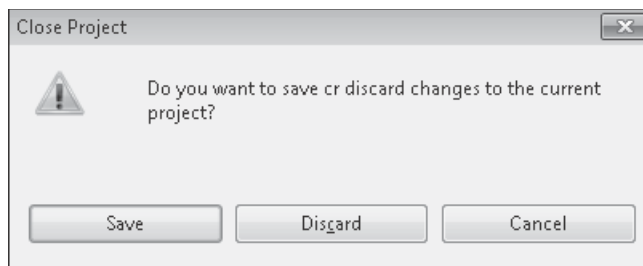 Close Project
Do you want to save cr discard changes to the current
project?
Save
Discard
Cancel